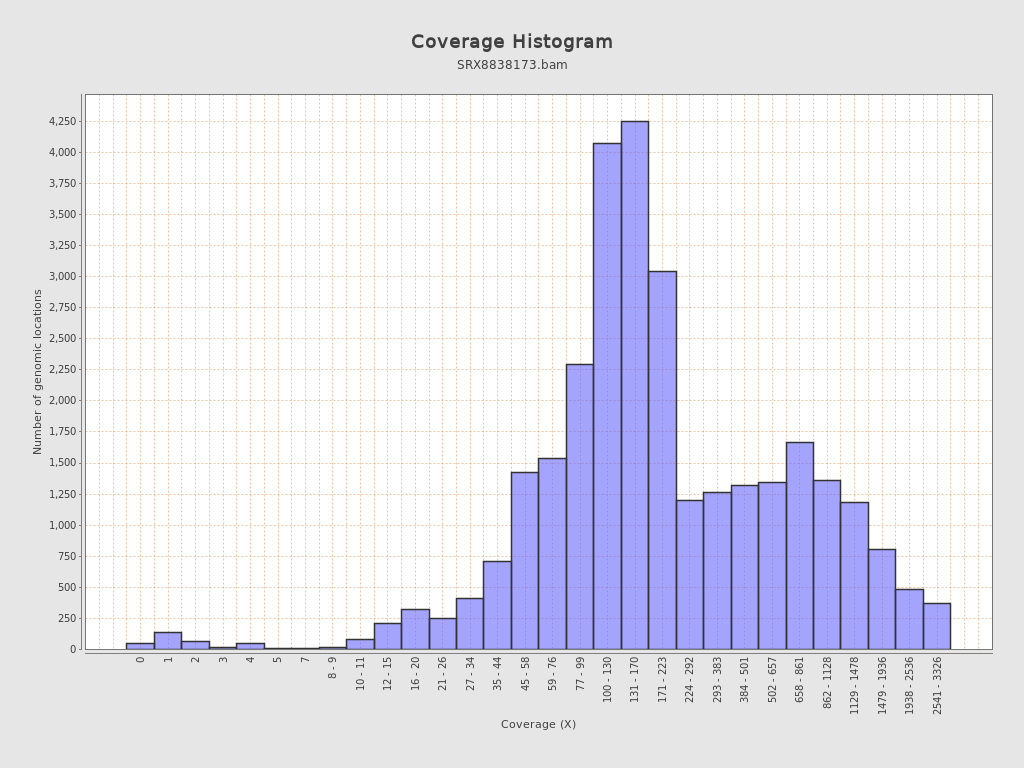 Coverage Histogram
SRX8838173.bam
Number of genomic locations
4,250
4,000
3,750
3,500
3,250
3,000
2,750
2,500
2,250
2,000
1,750
1,500
1,250
1,000
750
500
250
0
0
1
2
3
4
5
7
8 - 9
10 - 11
12 - 15
16 - 20
21 - 26
27 - 34
35 - 44
45 - 58
59 - 76
77 - 99
100 - 130
131 - 170
171 - 223
224 - 292
293 - 383
384 - 501
502 - 657
658 - 861
862 - 1128
1129 - 1478
1479 - 1936
1938 - 2536
2541 - 3326
Coverage (X)